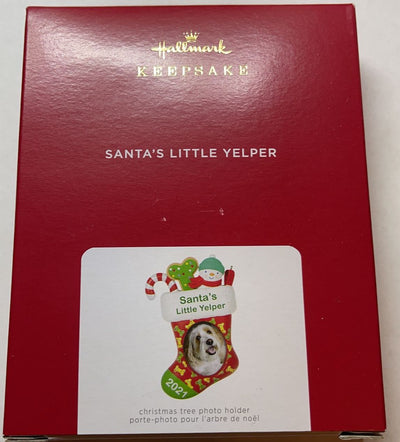 Hallmark
KEEPSAKE
SANTA'S LITTLE YELPER
Santa's
Little Yelper
2021
christmas tree photo holder
porte-photo pour l'arbre de noël